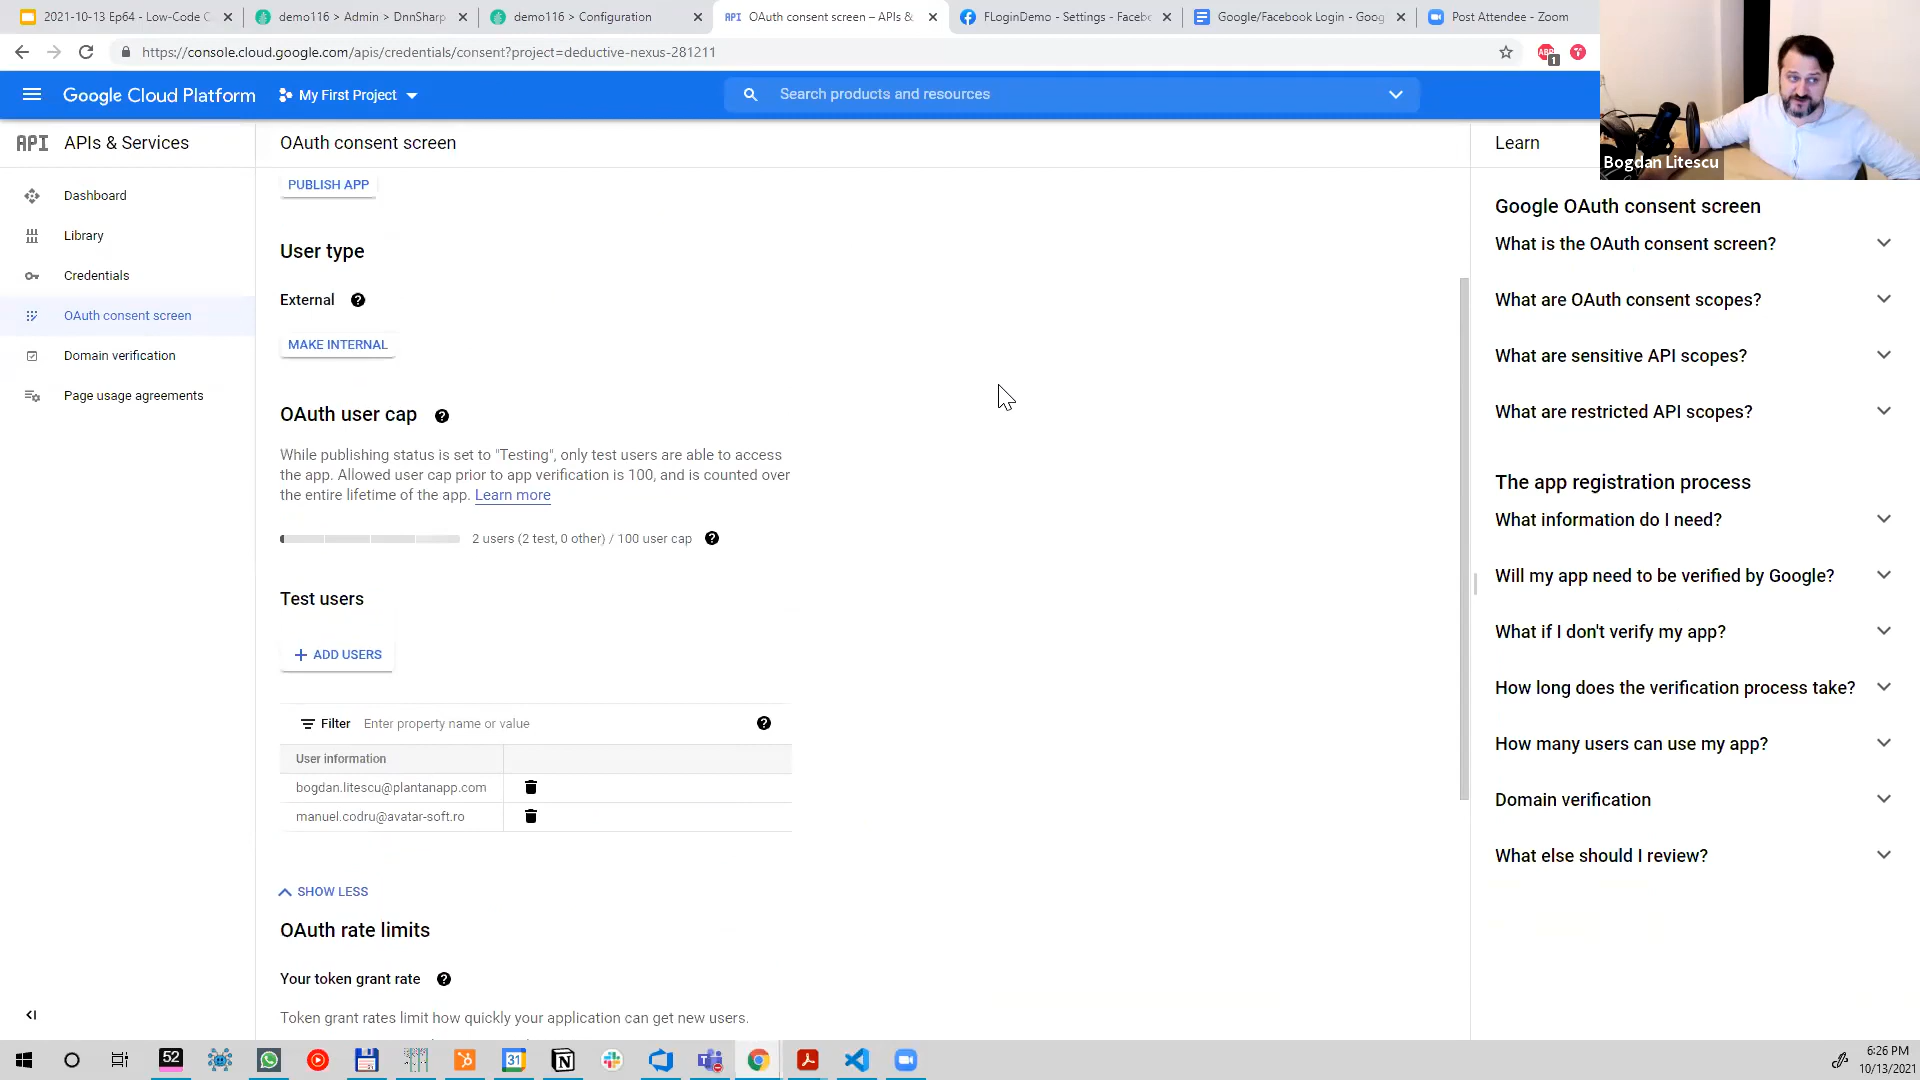 2021-10-13 Ep64 - Low-Code C
demo116 > Admin > DnnSharp
demo116 > Configuration
API OAuth consent screen – APIs &
FLoginDemo - Settings - Faceb
Google/Facebook Login - Goog
Post Attendee - Zoom
https://console.cloud.google.com/apis/credentials/consent?project=deductive-nexus-281211
ABP
1
Google Cloud Platform
My First Project
Search products and resources
Bogdan Litescu
API APIs & Services
Dashboard
Library
Credentials
OAuth consent screen
Domain verification
Page usage agreements
OAuth consent screen
PUBLISH APP
User type
External
MAKE INTERNAL
OAuth user cap
While publishing status is set to "Testing", only test users are able to access
the app. Allowed user cap prior to app verification is 100, and is counted over
the entire lifetime of the app. Learn more
2 users (2 test, 0 other) / 100 user cap
Test users
+ ADD USERS
Filter Enter property name or value
User information
bogdan.litescu@plantanapp.com
manuel.codru@avatar-soft.ro
SHOW LESS
OAuth rate limits
Your token grant rate
Token grant rates limit how quickly your application can get new users.
Learn
Google OAuth consent screen
What is the OAuth consent screen?
What are OAuth consent scopes?
What are sensitive API scopes?
What are restricted API scopes?
The app registration process
What information do I need?
Will my app need to be verified by Google?
What if I don't verify my app?
How long does the verification process take?
How many users can use my app?
Domain verification
What else should I review?
52
31
6:26 PM
10/13/2021